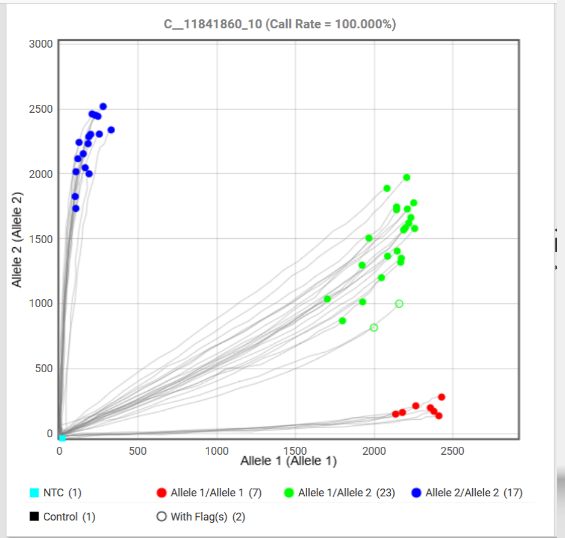 C__11841860_10 (Call Rate = 100.000%)
3000
2500
2000
1500
1000
500
0
Allele 2 (Allele 2)
0 500 1000 1500 2000 2500
Allele 1 (Allele 1)
NTC (1) Allele 1/Allele 1 (7) Allele 1/Allele 2 (23) Allele 2/Allele 2 (17)
Control (1) With Flag(s) (2)